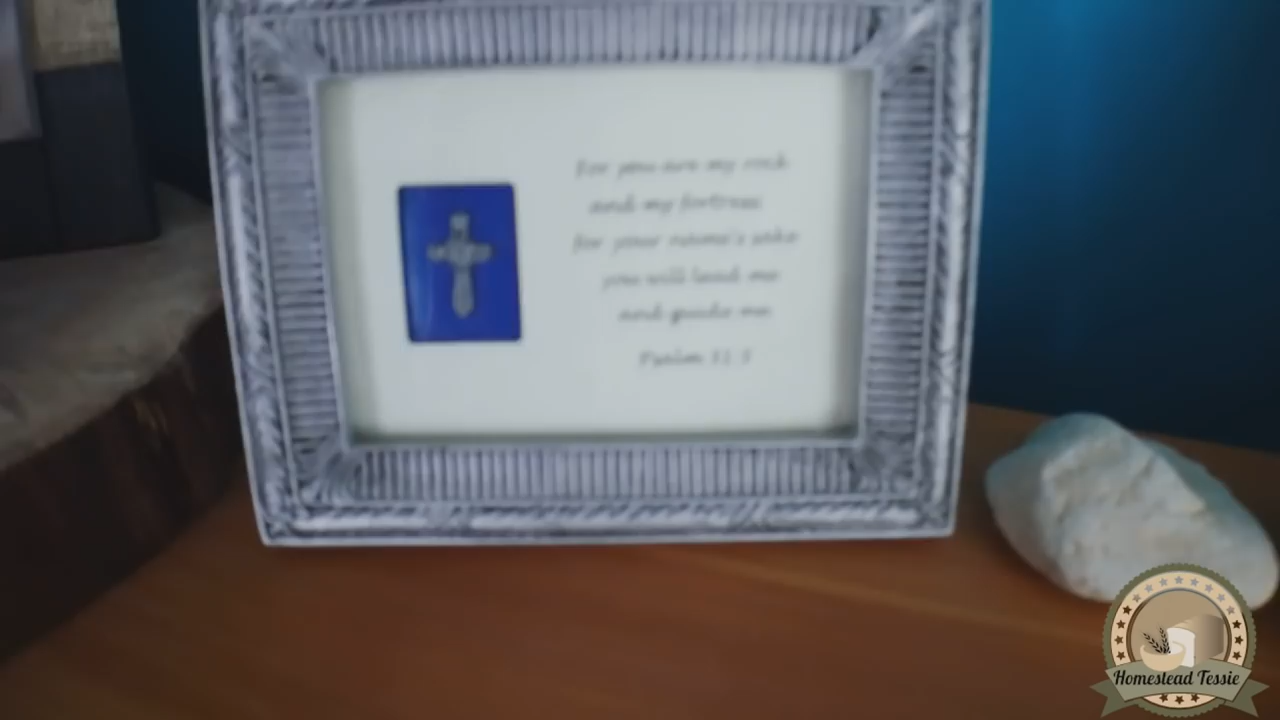 For you are my rock
and my fortress
for your name's sake
you will lead me
and guide me
Psalm 31:3
Homestead Tessie